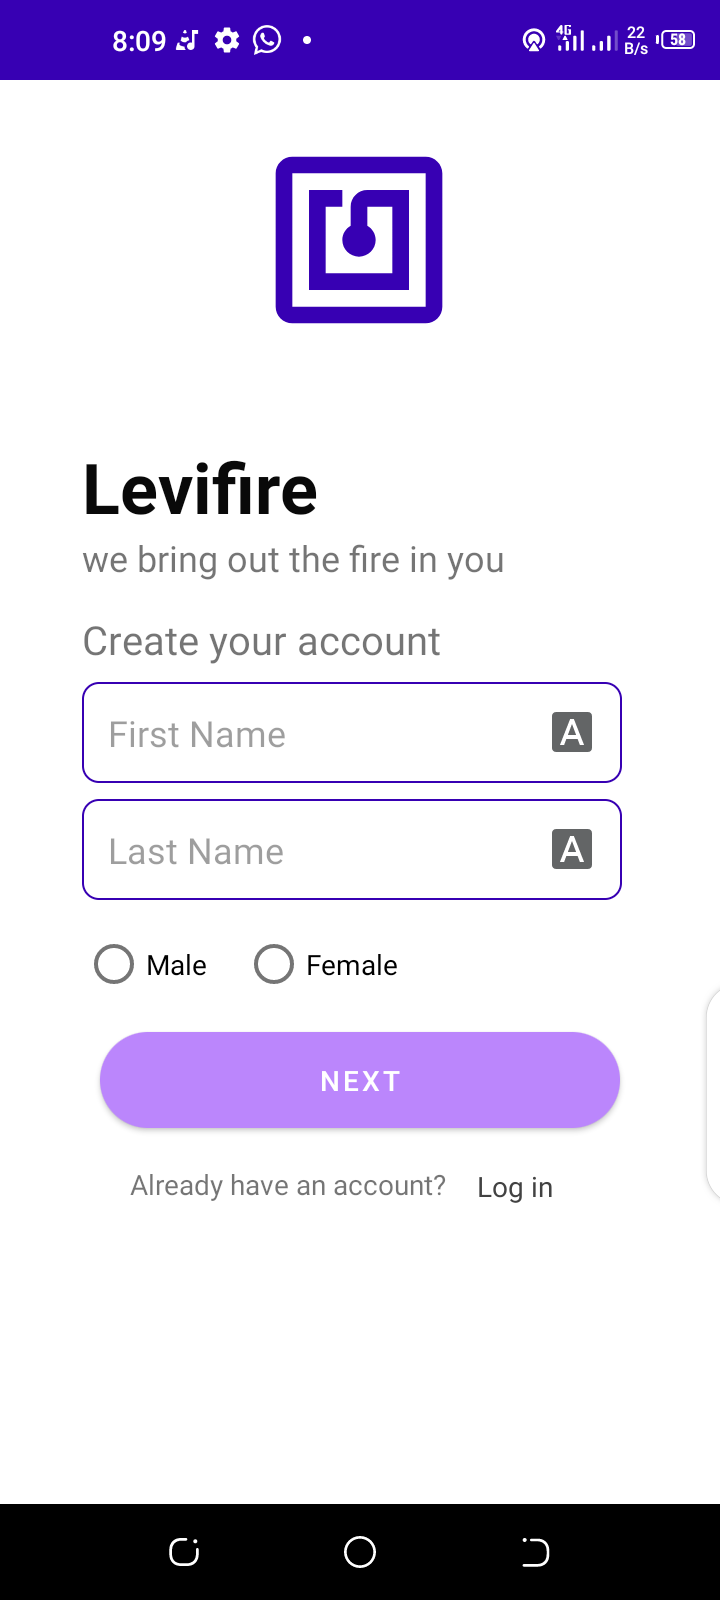 8:09 4G 22 B/s 58
Levifire
we bring out the fire in you
Create your account
First Name A
Last Name A
Male Female
NEXT
Already have an account? Log in